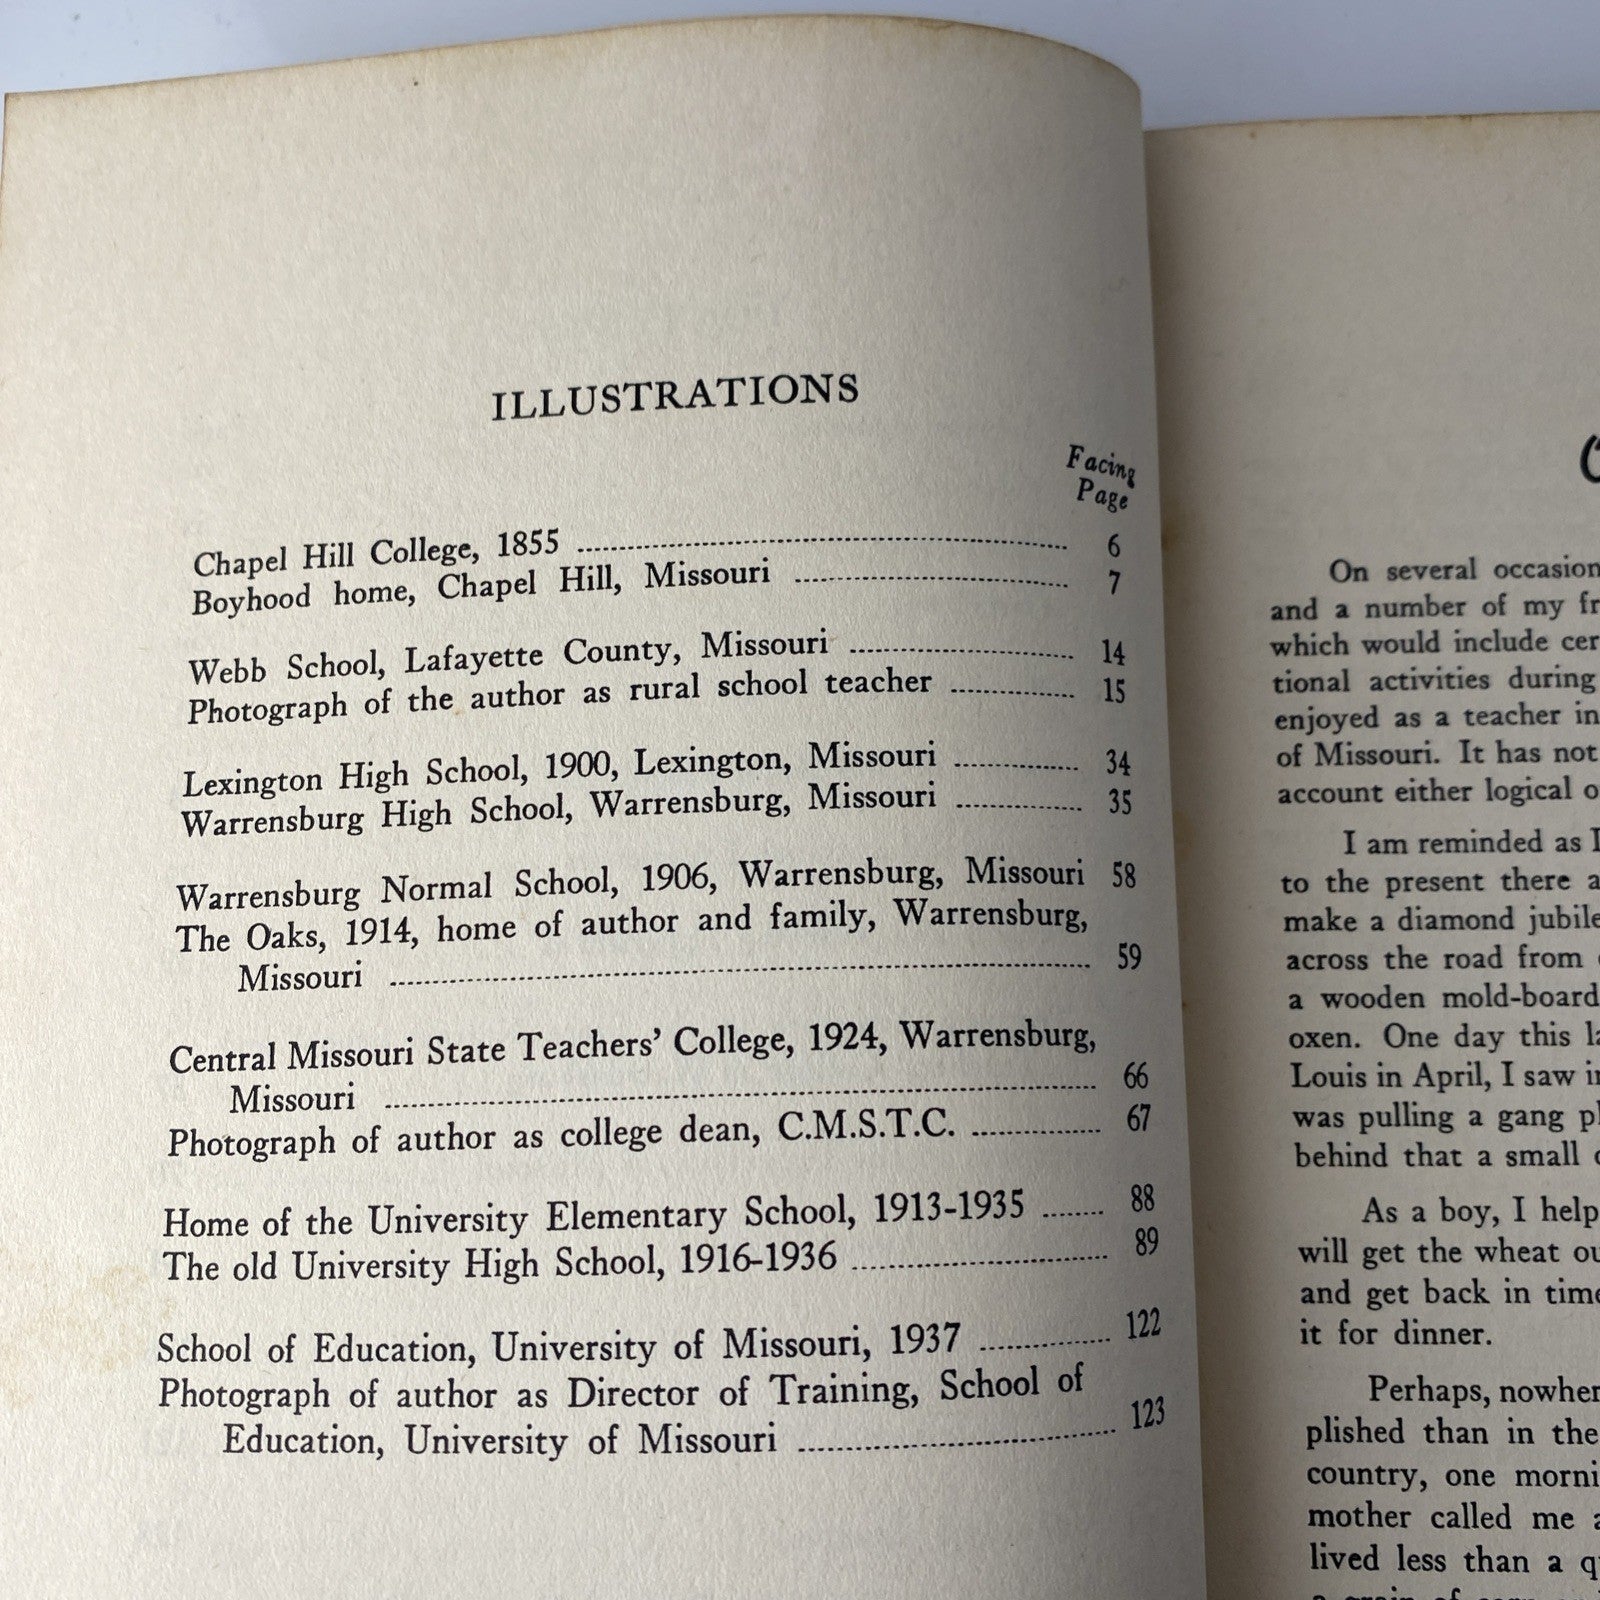 ILLUSTRATIONS
Facing
Page
Chapel Hill College, 1855 6
Boyhood home, Chapel Hill, Missouri 7
Webb School, Lafayette County, Missouri 14
Photograph of the author as rural school teacher 15
Lexington High School, 1900, Lexington, Missouri 34
Warrensburg High School, Warrensburg, Missouri 35
Warrensburg Normal School, 1906, Warrensburg, Missouri 58
The Oaks, 1914, home of author and family, Warrensburg,
Missouri 59
Central Missouri State Teachers' College, 1924, Warrensburg,
Missouri 66
Photograph of author as college dean, C.M.S.T.C. 67
Home of the University Elementary School, 1913-1935 88
The old University High School, 1916-1936 89
School of Education, University of Missouri, 1937 122
Photograph of author as Director of Training, School of
Education, University of Missouri 123
On several occasion
and a number of my
which would include
tional activities during
enjoyed as a teacher in
of Missouri. It has not
account either logical
I am reminded as I
to the present there
make a diamond
across the road from
a wooden mold-board
oxen. One day this
Louis in April, I saw
was pulling a gang
behind that a small
As a boy, I
will get the wheat
and get back in time
it for dinner.
Perhaps,
plished than in the
country, one
mother called me
lived less than a